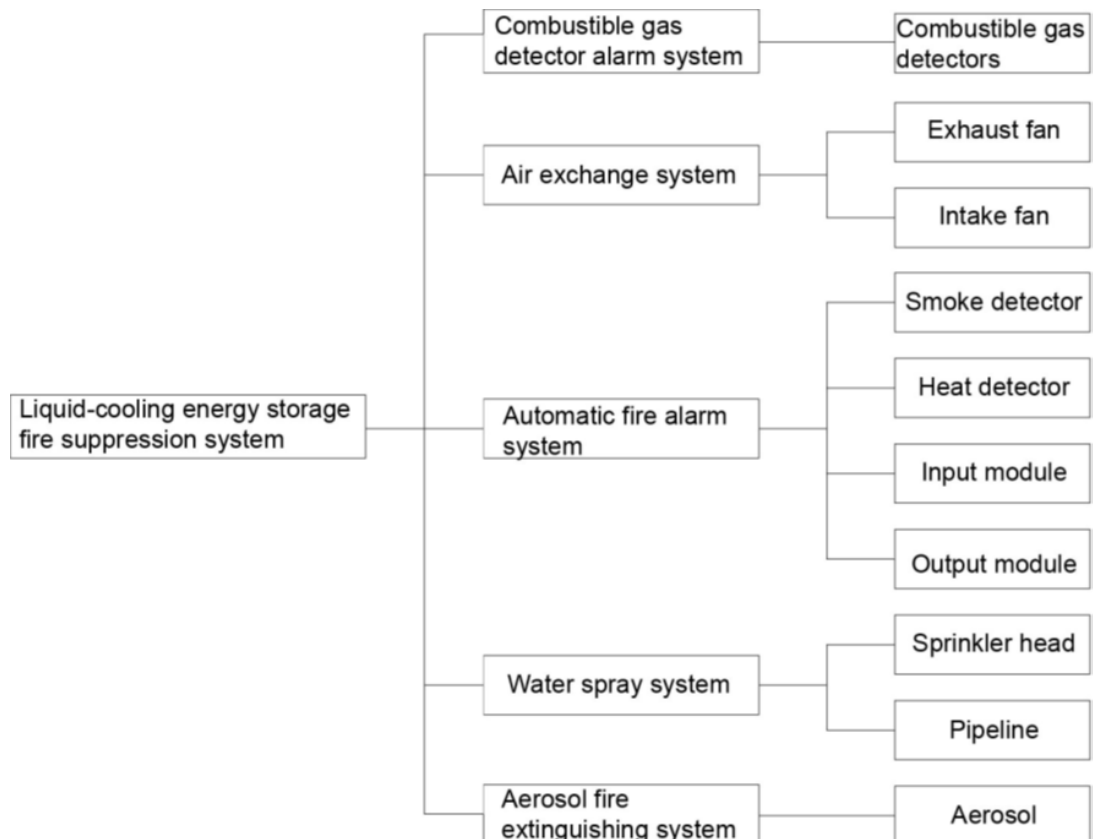 Combustible gas
detector alarm system
Combustible gas
detectors
Air exchange system
Exhaust fan
Intake fan
Liquid-cooling energy storage
fire suppression system
Automatic fire alarm
system
Smoke detector
Heat detector
Input module
Output module
Water spray system
Sprinkler head
Pipeline
Aerosol fire
extinguishing system
Aerosol